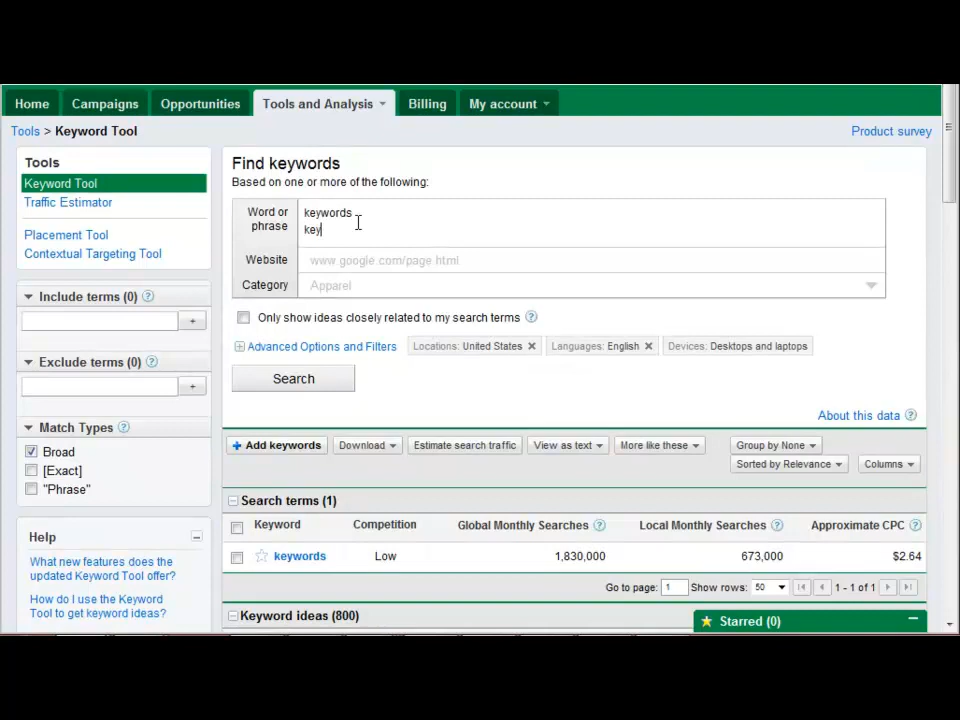 Home Campaigns Opportunities Tools and Analysis Billing My account
Tools > Keyword Tool
Product survey
Tools
Keyword Tool
Traffic Estimator
Placement Tool
Contextual Targeting Tool
Include terms (0) ?
+
Exclude terms (0) ?
+
Match Types ?
Broad
[Exact]
"Phrase"
Help
What new features does the
updated Keyword Tool offer?
How do I use the Keyword
Tool to get keyword ideas?
Find keywords
Based on one or more of the following:
Word or
phrase
keywords
key
Website www.google.com/page.html
Category Apparel
Only show ideas closely related to my search terms ?
Advanced Options and Filters Locations: United States × Languages: English × Devices: Desktops and laptops
Search
About this data ?
+ Add keywords Download Estimate search traffic View as text More like these Group by None
Sorted by Relevance Columns
Search terms (1)
Keyword Competition Global Monthly Searches ? Local Monthly Searches ? Approximate CPC ?
keywords Low 1,830,000 673,000 $2.64
Go to page: 1 Show rows: 50 1 - 1 of 1
Keyword ideas (800)
Starred (0)